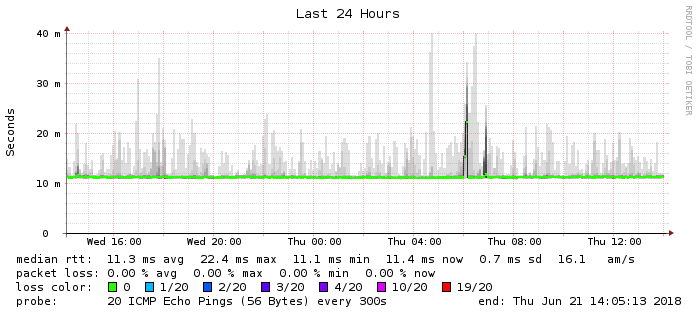 Last 24 Hours
RRDTOOL / TOBI OETIKER
Seconds
40 m
30 m
20 m
10 m
0
Wed 16:00 Wed 20:00 Thu 00:00 Thu 04:00 Thu 08:00 Thu 12:00
median rtt: 11.3 ms avg 22.4 ms max 11.1 ms min 11.4 ms now 0.7 ms sd 16.1 am/s
packet loss: 0.00 % avg 0.00 % max 0.00 % min 0.00 % now
loss color: 0 1/20 2/20 3/20 4/20 10/20 19/20
probe: 20 ICMP Echo Pings (56 Bytes) every 300s end: Thu Jun 21 14:05:13 2018